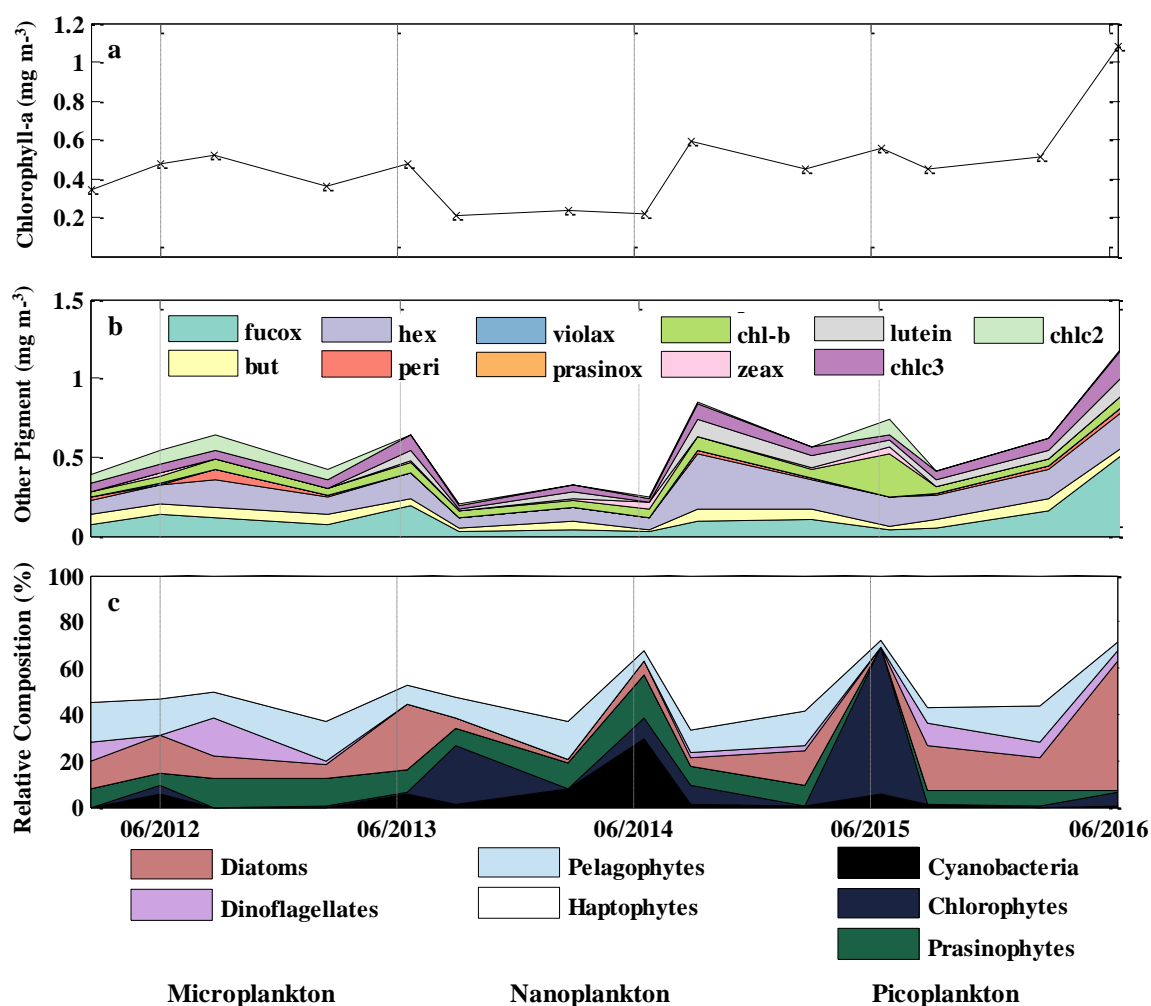 1.2
1
0.8
0.6
0.4
0.2
a
Chlorophyll-a (mg m-3)
1.5
1
0.5
0
b
Other Pigment (mg m-3)
fucox hex violax chl-b lutein chlc2
but peri prasinox zeax chlc3
100
80
60
40
20
0
c
Relative Composition (%)
06/2012 06/2013 06/2014 06/2015 06/2016
Diatoms Pelagophytes Cyanobacteria
Dinoflagellates Haptophytes Chlorophytes
Prasinophytes
Microplankton Nanoplankton Picoplankton